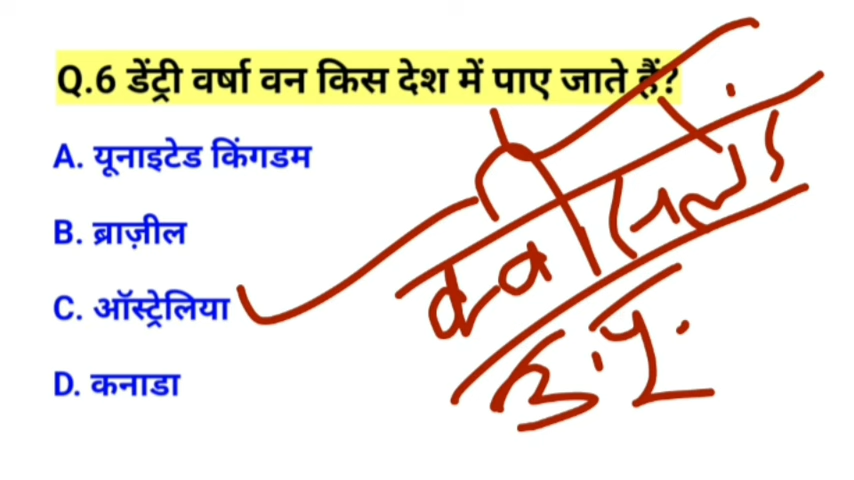 Q.6 डेंट्री वर्षा वन किस देश में पाए जाते हैं?
A. यूनाइटेड किंगडम
B. ब्राज़ील
C. ऑस्ट्रेलिया
D. कनाडा